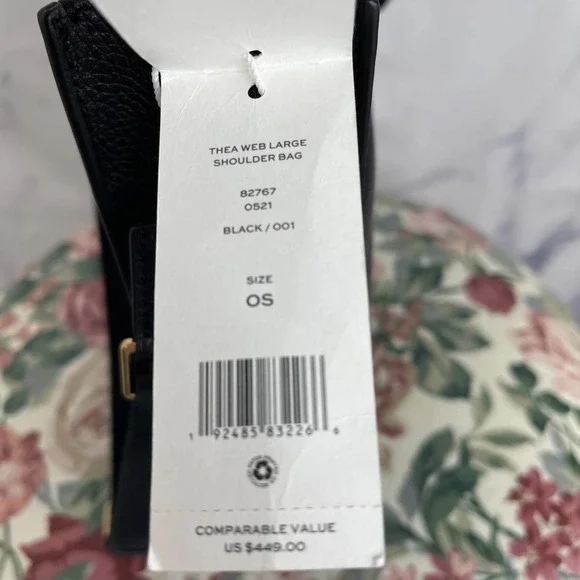 THEA WEB LARGE
SHOULDER BAG
82767
0521
BLACK / 001
SIZE
OS
1 92485 83226 6
COMPARABLE VALUE
US $449.00